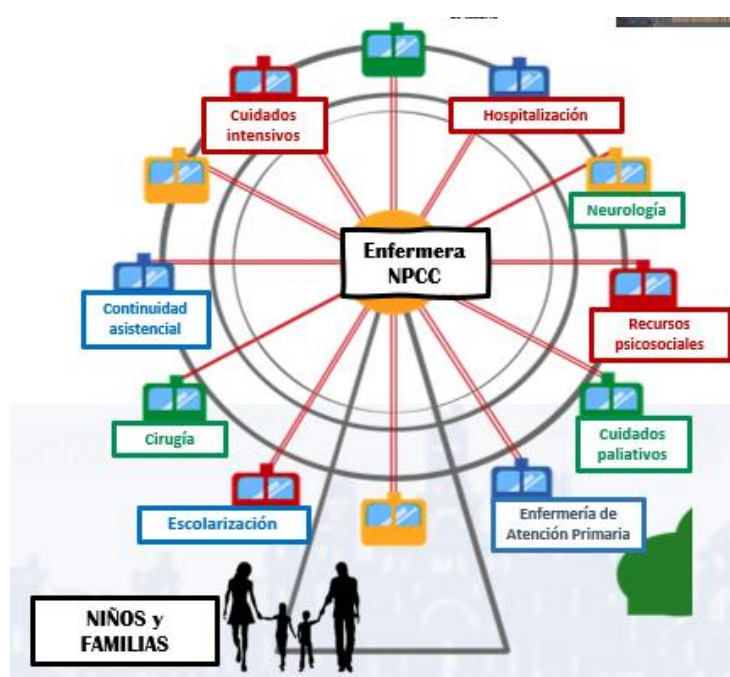 Cuidados
intensivos
Hospitalización
Neurología
Enfermera
NPCC
Continuidad
asistencial
Recursos
psicosociales
Cirugía
Cuidados
paliativos
Escolarización
Enfermería de
Atención Primaria
NIÑOS y
FAMILIAS